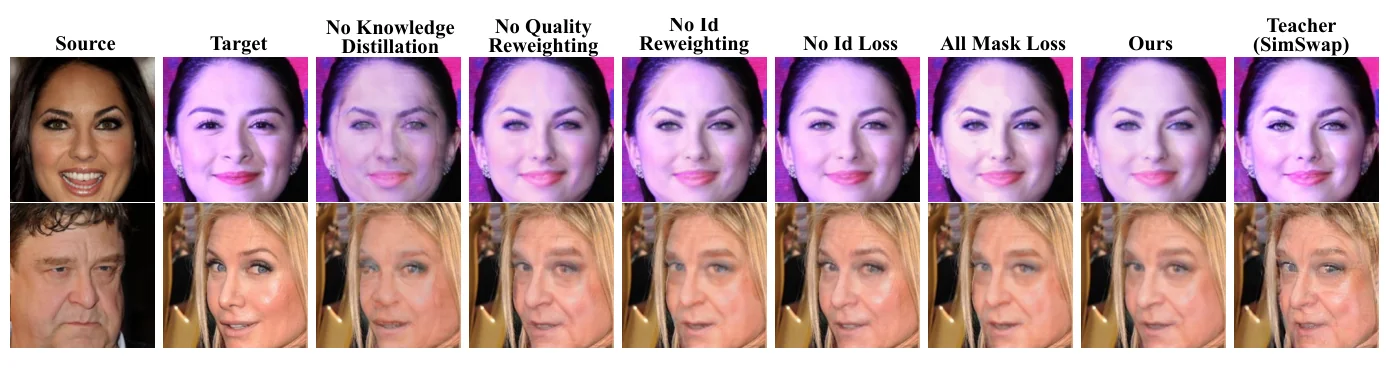 Source
Target
No Knowledge
Distillation
No Quality
Reweighting
No Id
Reweighting
No Id Loss
All Mask Loss
Ours
Teacher
(SimSwap)